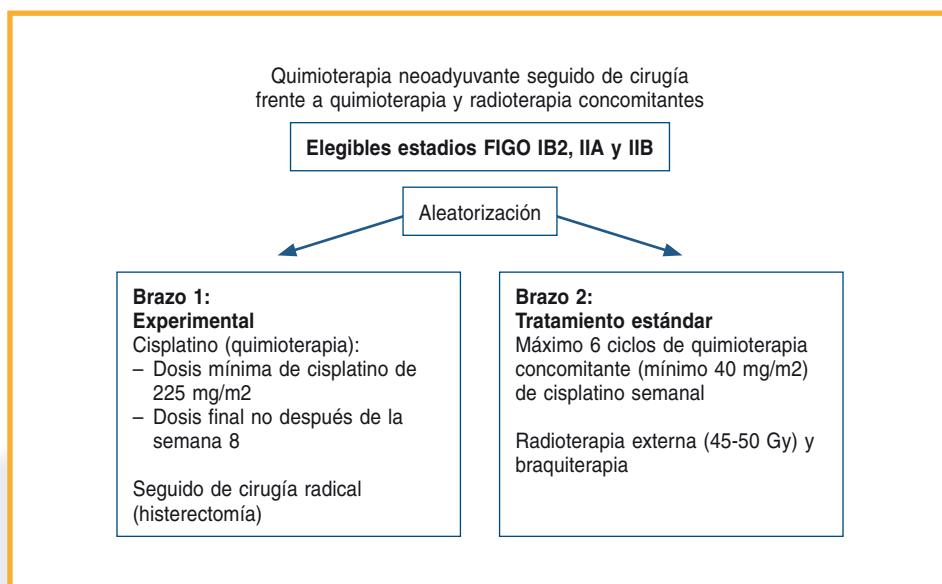 Quimioterapia neoadyuvante seguido de cirugía
frente a quimioterapia y radioterapia concomitantes
Elegibles estadios FIGO IB2, IIA y IIB
Aleatorización
Brazo 1:
Experimental
Cisplatino (quimioterapia):
– Dosis mínima de cisplatino de
225 mg/m2
– Dosis final no después de la
semana 8
Seguido de cirugía radical
(histerectomía)
Brazo 2:
Tratamiento estándar
Máximo 6 ciclos de quimioterapia
concomitante (mínimo 40 mg/m2)
de cisplatino semanal
Radioterapia externa (45-50 Gy) y
braquiterapia